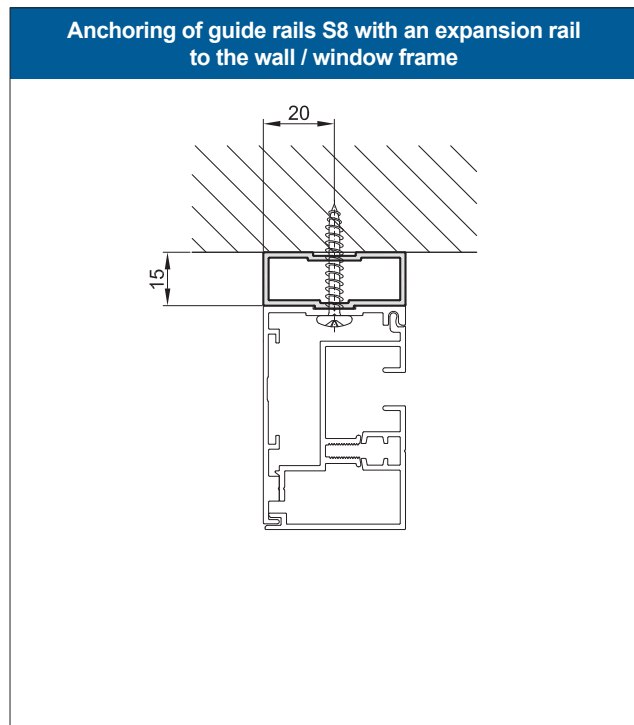 Anchoring of guide rails S8 with an expansion rail
to the wall / window frame
20
15